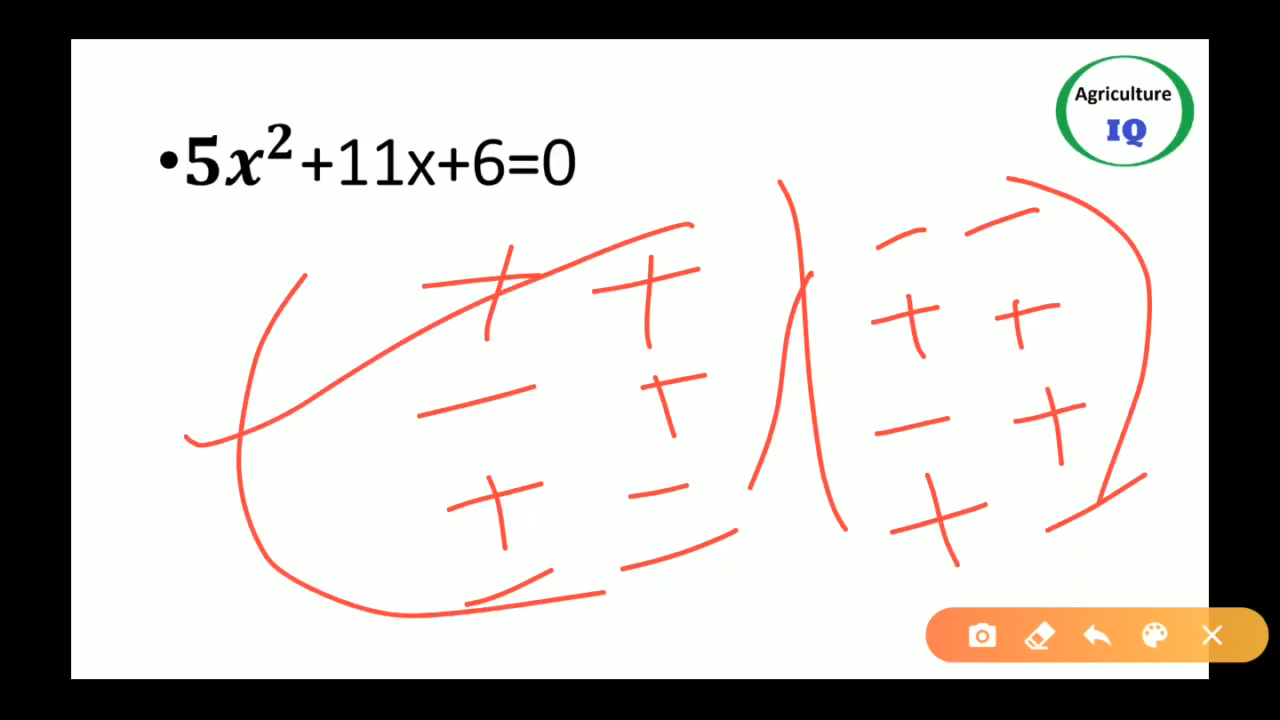 Agriculture
IQ
•5x²+11x+6=0
+ + - -
- + + +
+ - - +
- - + -